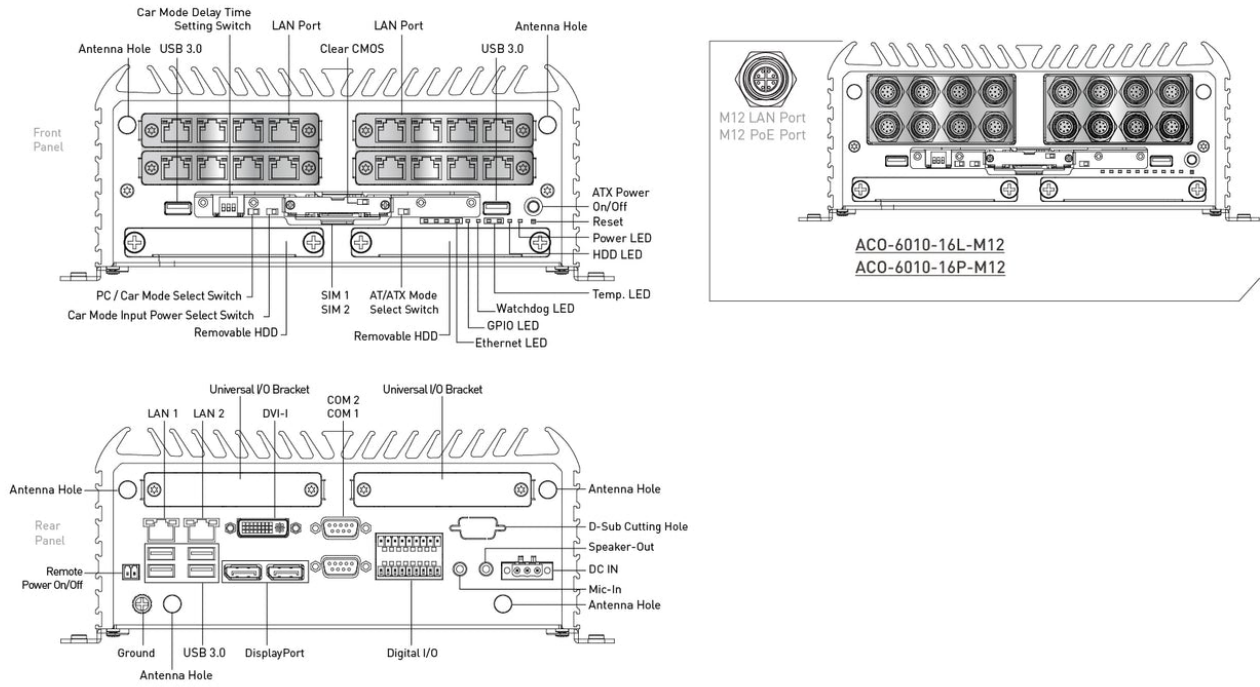 Car Mode Delay Time
Setting Switch
LAN Port
LAN Port
Antenna Hole
Antenna Hole
USB 3.0
Clear CMOS
USB 3.0
Front
Panel
ATX Power
On/Off
Reset
Power LED
HDD LED
Temp. LED
Watchdog LED
GPIO LED
Ethernet LED
PC / Car Mode Select Switch
Car Mode Input Power Select Switch
Removable HDD
SIM 1
SIM 2
AT/ATX Mode
Select Switch
Removable HDD
M12 LAN Port
M12 PoE Port
ACO-6010-16L-M12
ACO-6010-16P-M12
Universal I/O Bracket
Universal I/O Bracket
LAN 1
LAN 2
DVI-I
COM 2
COM 1
Antenna Hole
Antenna Hole
Rear
Panel
D-Sub Cutting Hole
Speaker-Out
DC IN
Mic-In
Antenna Hole
Remote
Power On/Off
Ground
USB 3.0
DisplayPort
Digital I/O
Antenna Hole